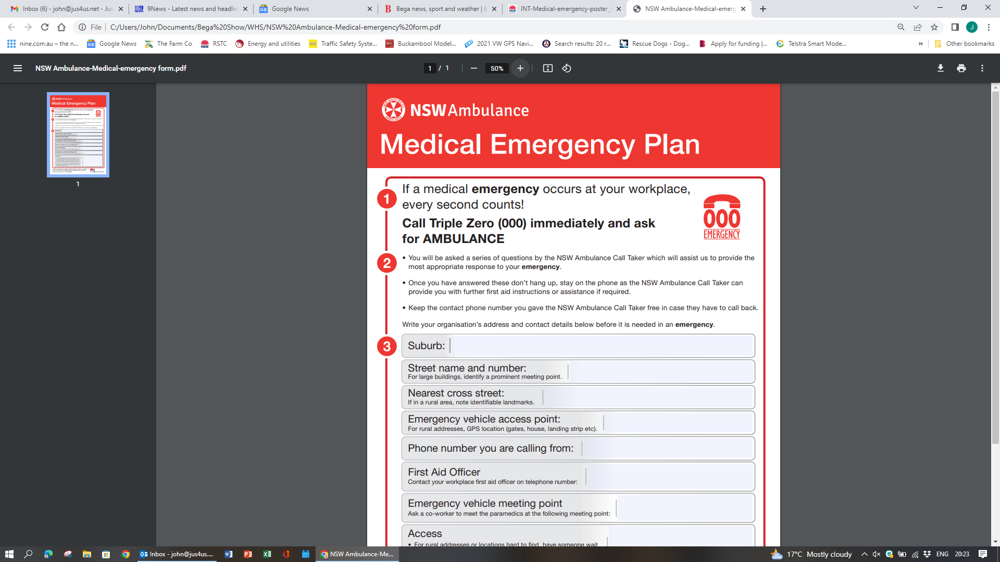 Inbox (6) - john@jus4us.net - Jus
9News - Latest news and headlin
Google News
Bega news, sport and weather | B
INT-Medical-emergency-poster_
NSW Ambulance-Medical-emerg
File
C:/Users/John/Documents/Bega%20Show/WHS/NSW%20Ambulance-Medical-emergency%20form.pdf
J
nine.com.au – the n...
Google News
The Farm Co
RSTC
Energy and utilities
Traffic Safety Syste...
Buckambool Model...
2021 VW GPS Navi...
Search results: 20 r...
Rescue Dogs - Dog...
Apply for funding |...
Telstra Smart Mode...
»
Other bookmarks
NSW Ambulance-Medical-emergency form.pdf
1 / 1
50%
Medical Emergency Plan
1
NSW Ambulance
Medical Emergency Plan
1
If a medical emergency occurs at your workplace,
every second counts!
Call Triple Zero (000) immediately and ask
for AMBULANCE
000
EMERGENCY
2
• You will be asked a series of questions by the NSW Ambulance Call Taker which will assist us to provide the
most appropriate response to your emergency.
• Once you have answered these don't hang up, stay on the phone as the NSW Ambulance Call Taker can
provide you with further first aid instructions or assistance if required.
• Keep the contact phone number you gave the NSW Ambulance Call Taker free in case they have to call back.
Write your organisation's address and contact details below before it is needed in an emergency.
3
Suburb:
Street name and number:
For large buildings, identify a prominent meeting point.
Nearest cross street:
If in a rural area, note identifiable landmarks.
Emergency vehicle access point:
For rural addresses, GPS location (gates, house, landing strip etc).
Phone number you are calling from:
First Aid Officer
Contact your workplace first aid officer on telephone number:
Emergency vehicle meeting point
Ask a co-worker to meet the paramedics at the following meeting point:
Access
• For rural addresses or locations hard to find, have someone wait
Inbox - john@jus4us....
NSW Ambulance-Me...
17°C Mostly cloudy
ENG
20:23